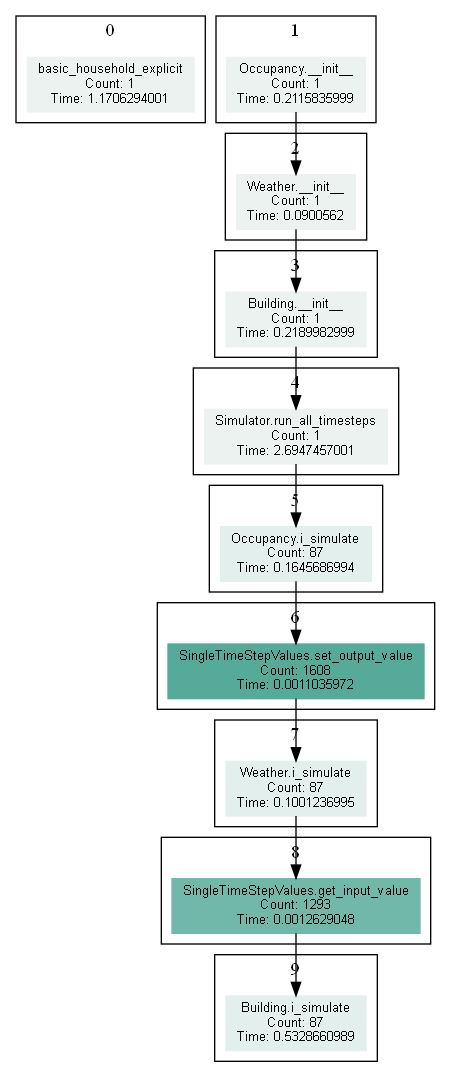 0
basic_household_explicit
Count: 1
Time: 1.1706294001
1
Occupancy.__init__
Count: 1
Time: 0.2115835999
2
Weather.__init__
Count: 1
Time: 0.0900562
3
Building.__init__
Count: 1
Time: 0.2189982999
4
Simulator.run_all_timesteps
Count: 1
Time: 2.6947457001
5
Occupancy.i_simulate
Count: 87
Time: 0.1645686994
6
SingleTimeStepValues.set_output_value
Count: 1608
Time: 0.0011035972
7
Weather.i_simulate
Count: 87
Time: 0.1001236995
8
SingleTimeStepValues.get_input_value
Count: 1293
Time: 0.0012629048
9
Building.i_simulate
Count: 87
Time: 0.5328660989